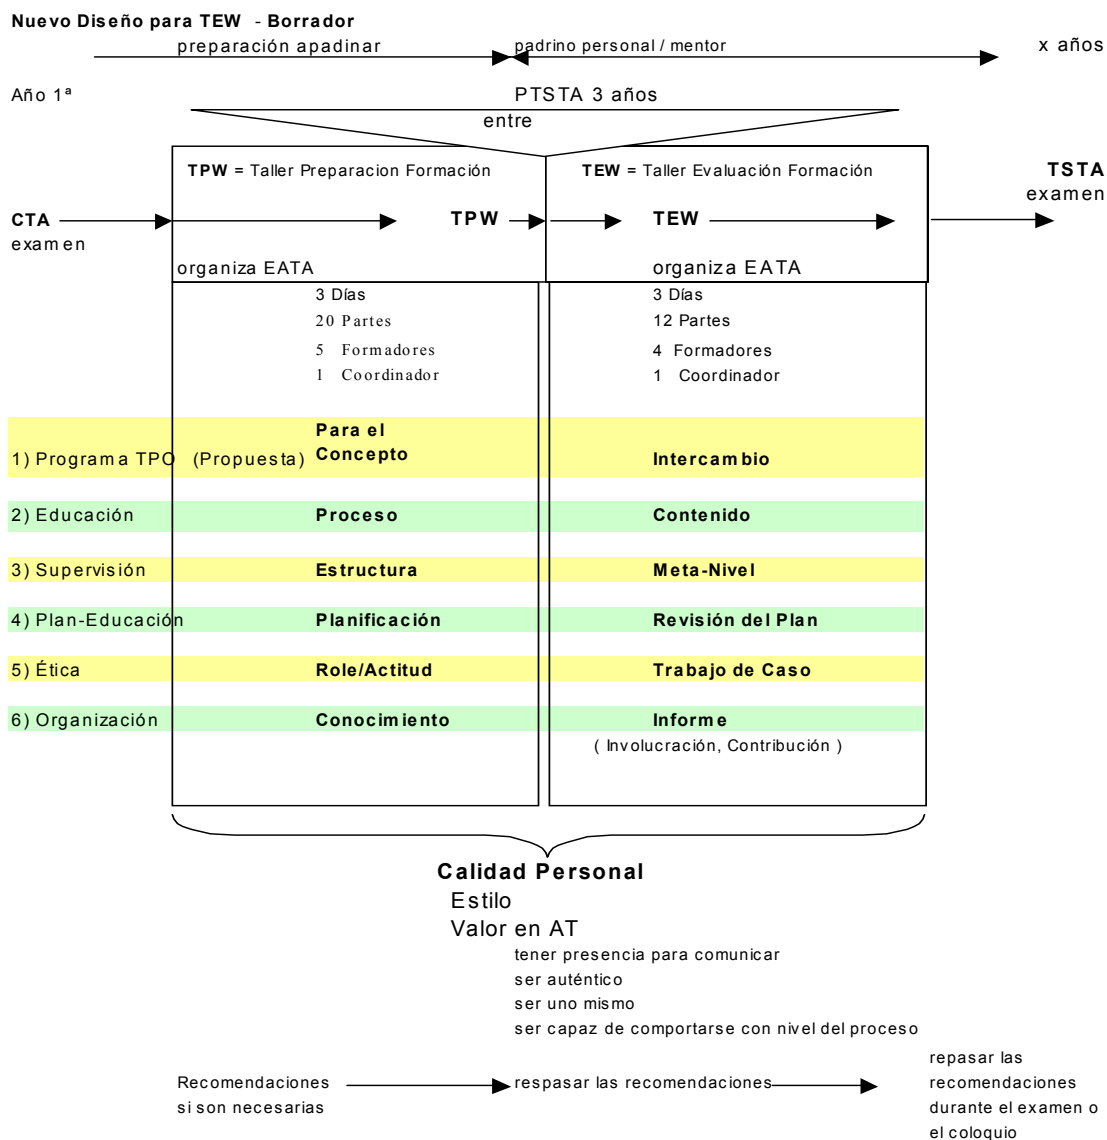 Nuevo Diseño para TEW - Borrador
preparación apadinar
padrino personal / mentor
x años
Año 1ª
PTSTA 3 años
entre
TPW = Taller Preparacion Formación
TEW = Taller Evaluación Formación
TSTA
examen
CTA
examen
TPW
TEW
organiza EATA
organiza EATA
3 Días
3 Días
20 Partes
12 Partes
5 Formadores
4 Formadores
1 Coordinador
1 Coordinador
Para el
1) Programa TPO (Propuesta) Concepto Intercambio
2) Educación Proceso Contenido
3) Supervisión Estructura Meta-Nivel
4) Plan-Educación Planificación Revisión del Plan
5) Ética Role/Actitud Trabajo de Caso
6) Organización Conocimiento Informe
( Involucración, Contribución )
Calidad Personal
Estilo
Valor en AT
tener presencia para comunicar
ser auténtico
ser uno mismo
ser capaz de comportarse con nivel del proceso
Recomendaciones
si son necesarias
respasar las recomendaciones
repasar las
recomendaciones
durante el examen o
el coloquio